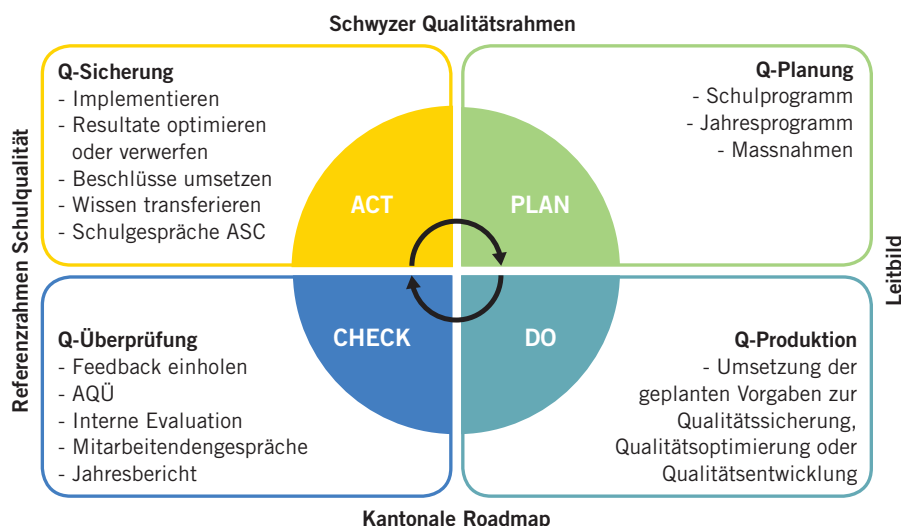 Schwyzer Qualitätsrahmen
Q-Sicherung
- Implementieren
- Resultate optimieren
oder verwerfen
- Beschlüsse umsetzen
- Wissen transferieren
- Schulgespräche ASC
Q-Planung
- Schulprogramm
- Jahresprogramm
- Massnahmen
ACT
PLAN
Referenzrahmen Schulqualität
Leitbild
CHECK
DO
Q-Überprüfung
- Feedback einholen
- AQÜ
- Interne Evaluation
- Mitarbeitendengespräche
- Jahresbericht
Q-Produktion
- Umsetzung der
geplanten Vorgaben zur
Qualitätssicherung,
Qualitätsoptimierung oder
Qualitätsentwicklung
Kantonale Roadmap